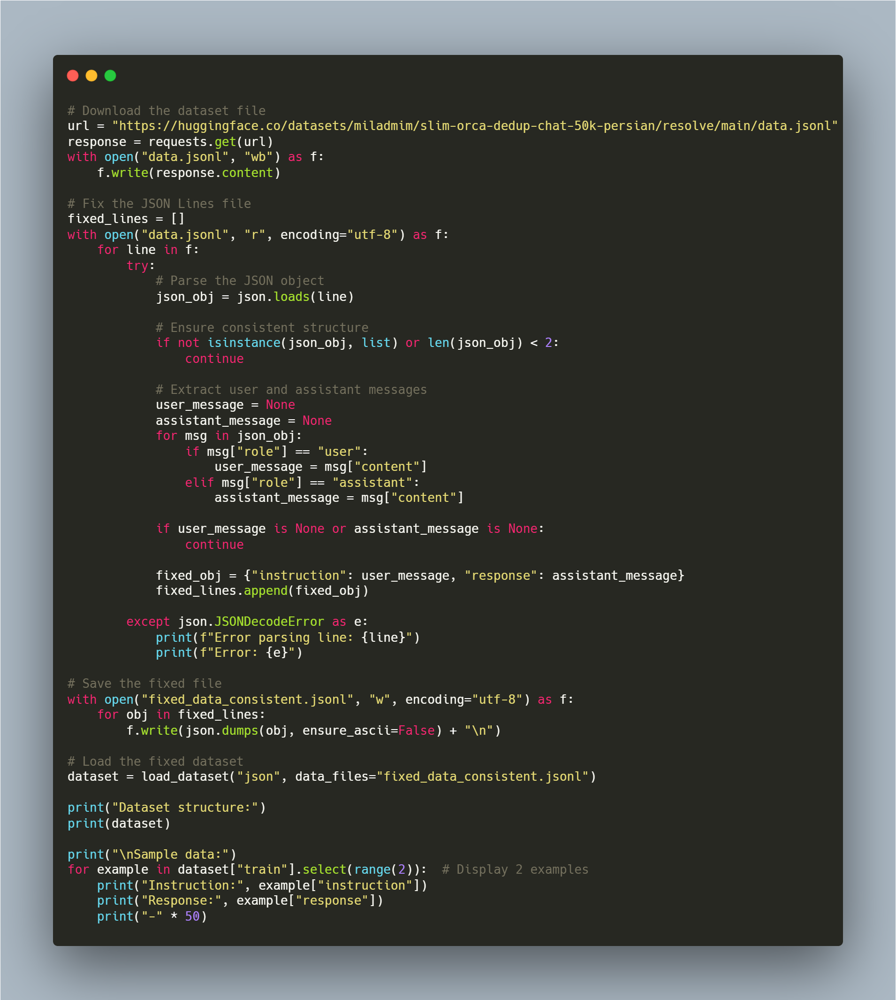 # Download the dataset file
url = "https://huggingface.co/datasets/miladmim/slim-orca-dedup-chat-50k-persian/resolve/main/data.jsonl"
response = requests.get(url)
with open("data.jsonl", "wb") as f:
    f.write(response.content)

# Fix the JSON Lines file
fixed_lines = []
with open("data.jsonl", "r", encoding="utf-8") as f:
    for line in f:
        try:
            # Parse the JSON object
            json_obj = json.loads(line)

            # Ensure consistent structure
            if not isinstance(json_obj, list) or len(json_obj) < 2:
                continue

            # Extract user and assistant messages
            user_message = None
            assistant_message = None
            for msg in json_obj:
                if msg["role"] == "user":
                    user_message = msg["content"]
                elif msg["role"] == "assistant":
                    assistant_message = msg["content"]

            if user_message is None or assistant_message is None:
                continue

            fixed_obj = {"instruction": user_message, "response": assistant_message}
            fixed_lines.append(fixed_obj)

        except json.JSONDecodeError as e:
            print(f"Error parsing line: {line}")
            print(f"Error: {e}")

# Save the fixed file
with open("fixed_data_consistent.jsonl", "w", encoding="utf-8") as f:
    for obj in fixed_lines:
        f.write(json.dumps(obj, ensure_ascii=False) + "\n")

# Load the fixed dataset
dataset = load_dataset("json", data_files="fixed_data_consistent.jsonl")

print("Dataset structure:")
print(dataset)

print("\nSample data:")
for example in dataset["train"].select(range(2)):  # Display 2 examples
    print("Instruction:", example["instruction"])
    print("Response:", example["response"])
    print("-" * 50)